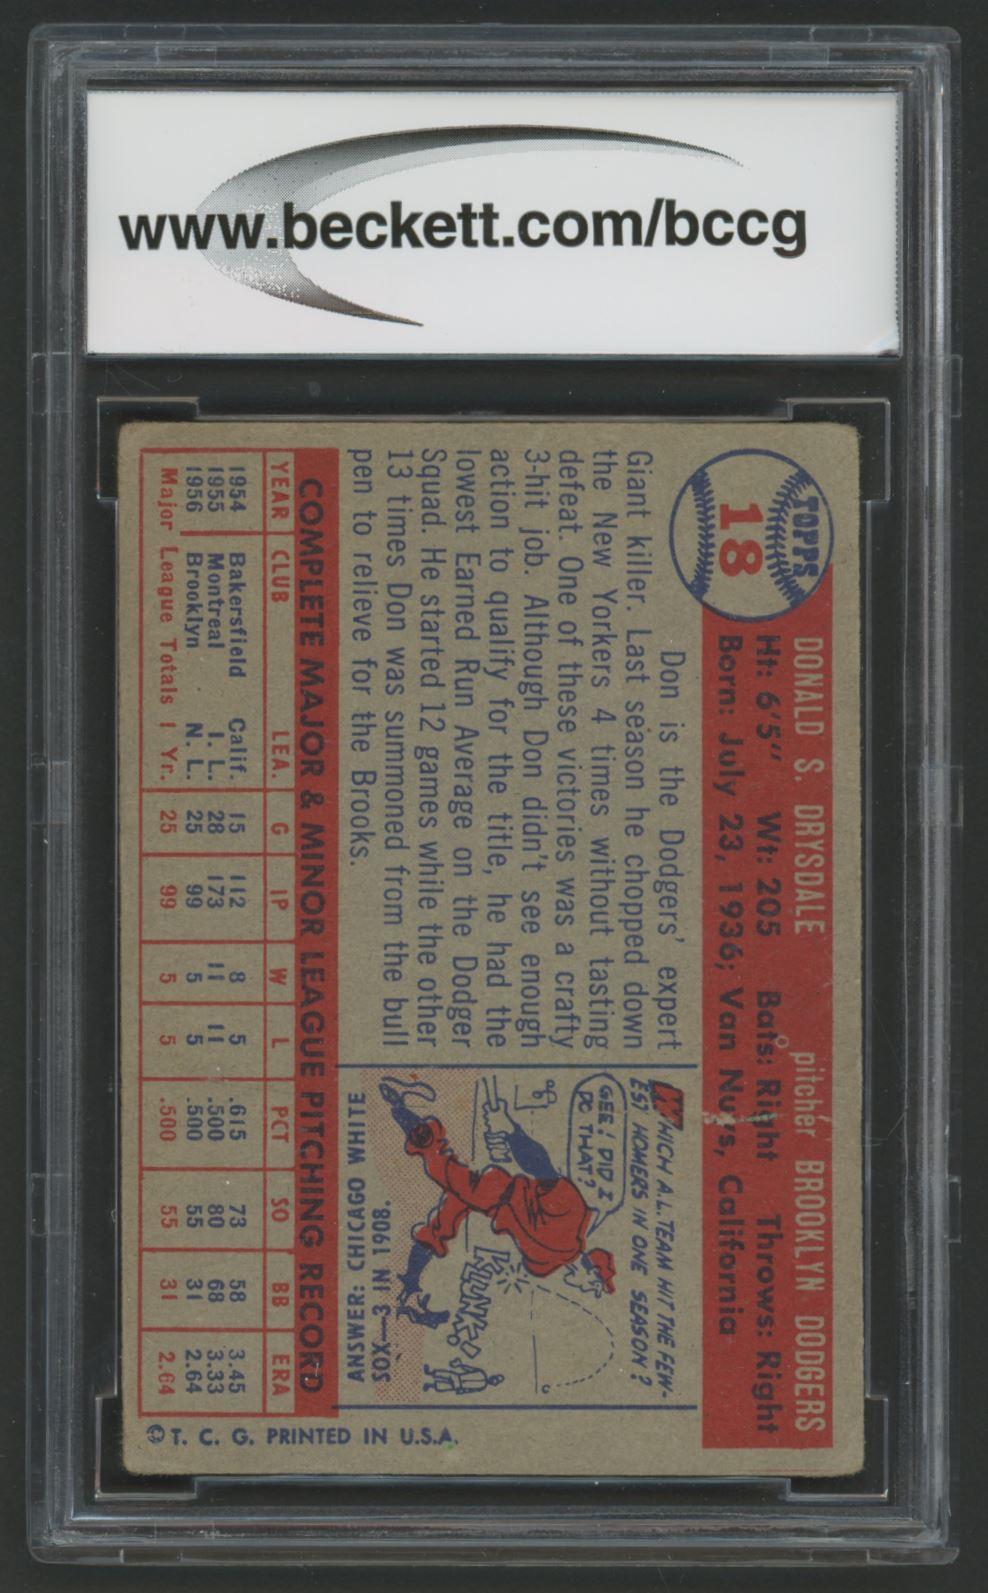 www.beckett.com/bccg
TOPPS
18
DONALD S. DRYSDALE pitcher BROOKLYN DODGERS
Ht: 6'5" Wt: 205 Bats: Right Throws: Right
Born: July 23, 1936; Van Nuys, California
Don is the Dodgers' expert
Giant killer. Last season he chopped down
the New Yorkers 4 times without tasting
defeat. One of these victories was a crafty
3-hit job. Although Don didn't see enough
action to qualify for the title, he had the
lowest Earned Run Average on the Dodger
Squad. He started 12 games while the other
13 times Don was summoned from the bull
pen to relieve for the Brooks.
WHICH A.L. TEAM HIT THE FEW-
EST HOMERS IN ONE SEASON?
GEE! DID I
DO THAT?
KLUNK!
ANSWER: CHICAGO WHITE
SOX—3 IN 1908.
COMPLETE MAJOR & MINOR LEAGUE PITCHING RECORD
YEAR CLUB LEA. G IP W L PCT SO BB ERA
1954 Bakersfield Calif. 15 112 8 5 .615 73 58 3.45
1955 Montreal I. L. 28 173 11 11 .500 80 68 3.33
1956 Brooklyn N. L. 25 99 5 5 .500 55 31 2.64
Major League Totals 1 Yr. 25 99 5 5 .500 55 31 2.64
© T. C. G. PRINTED IN U.S.A.